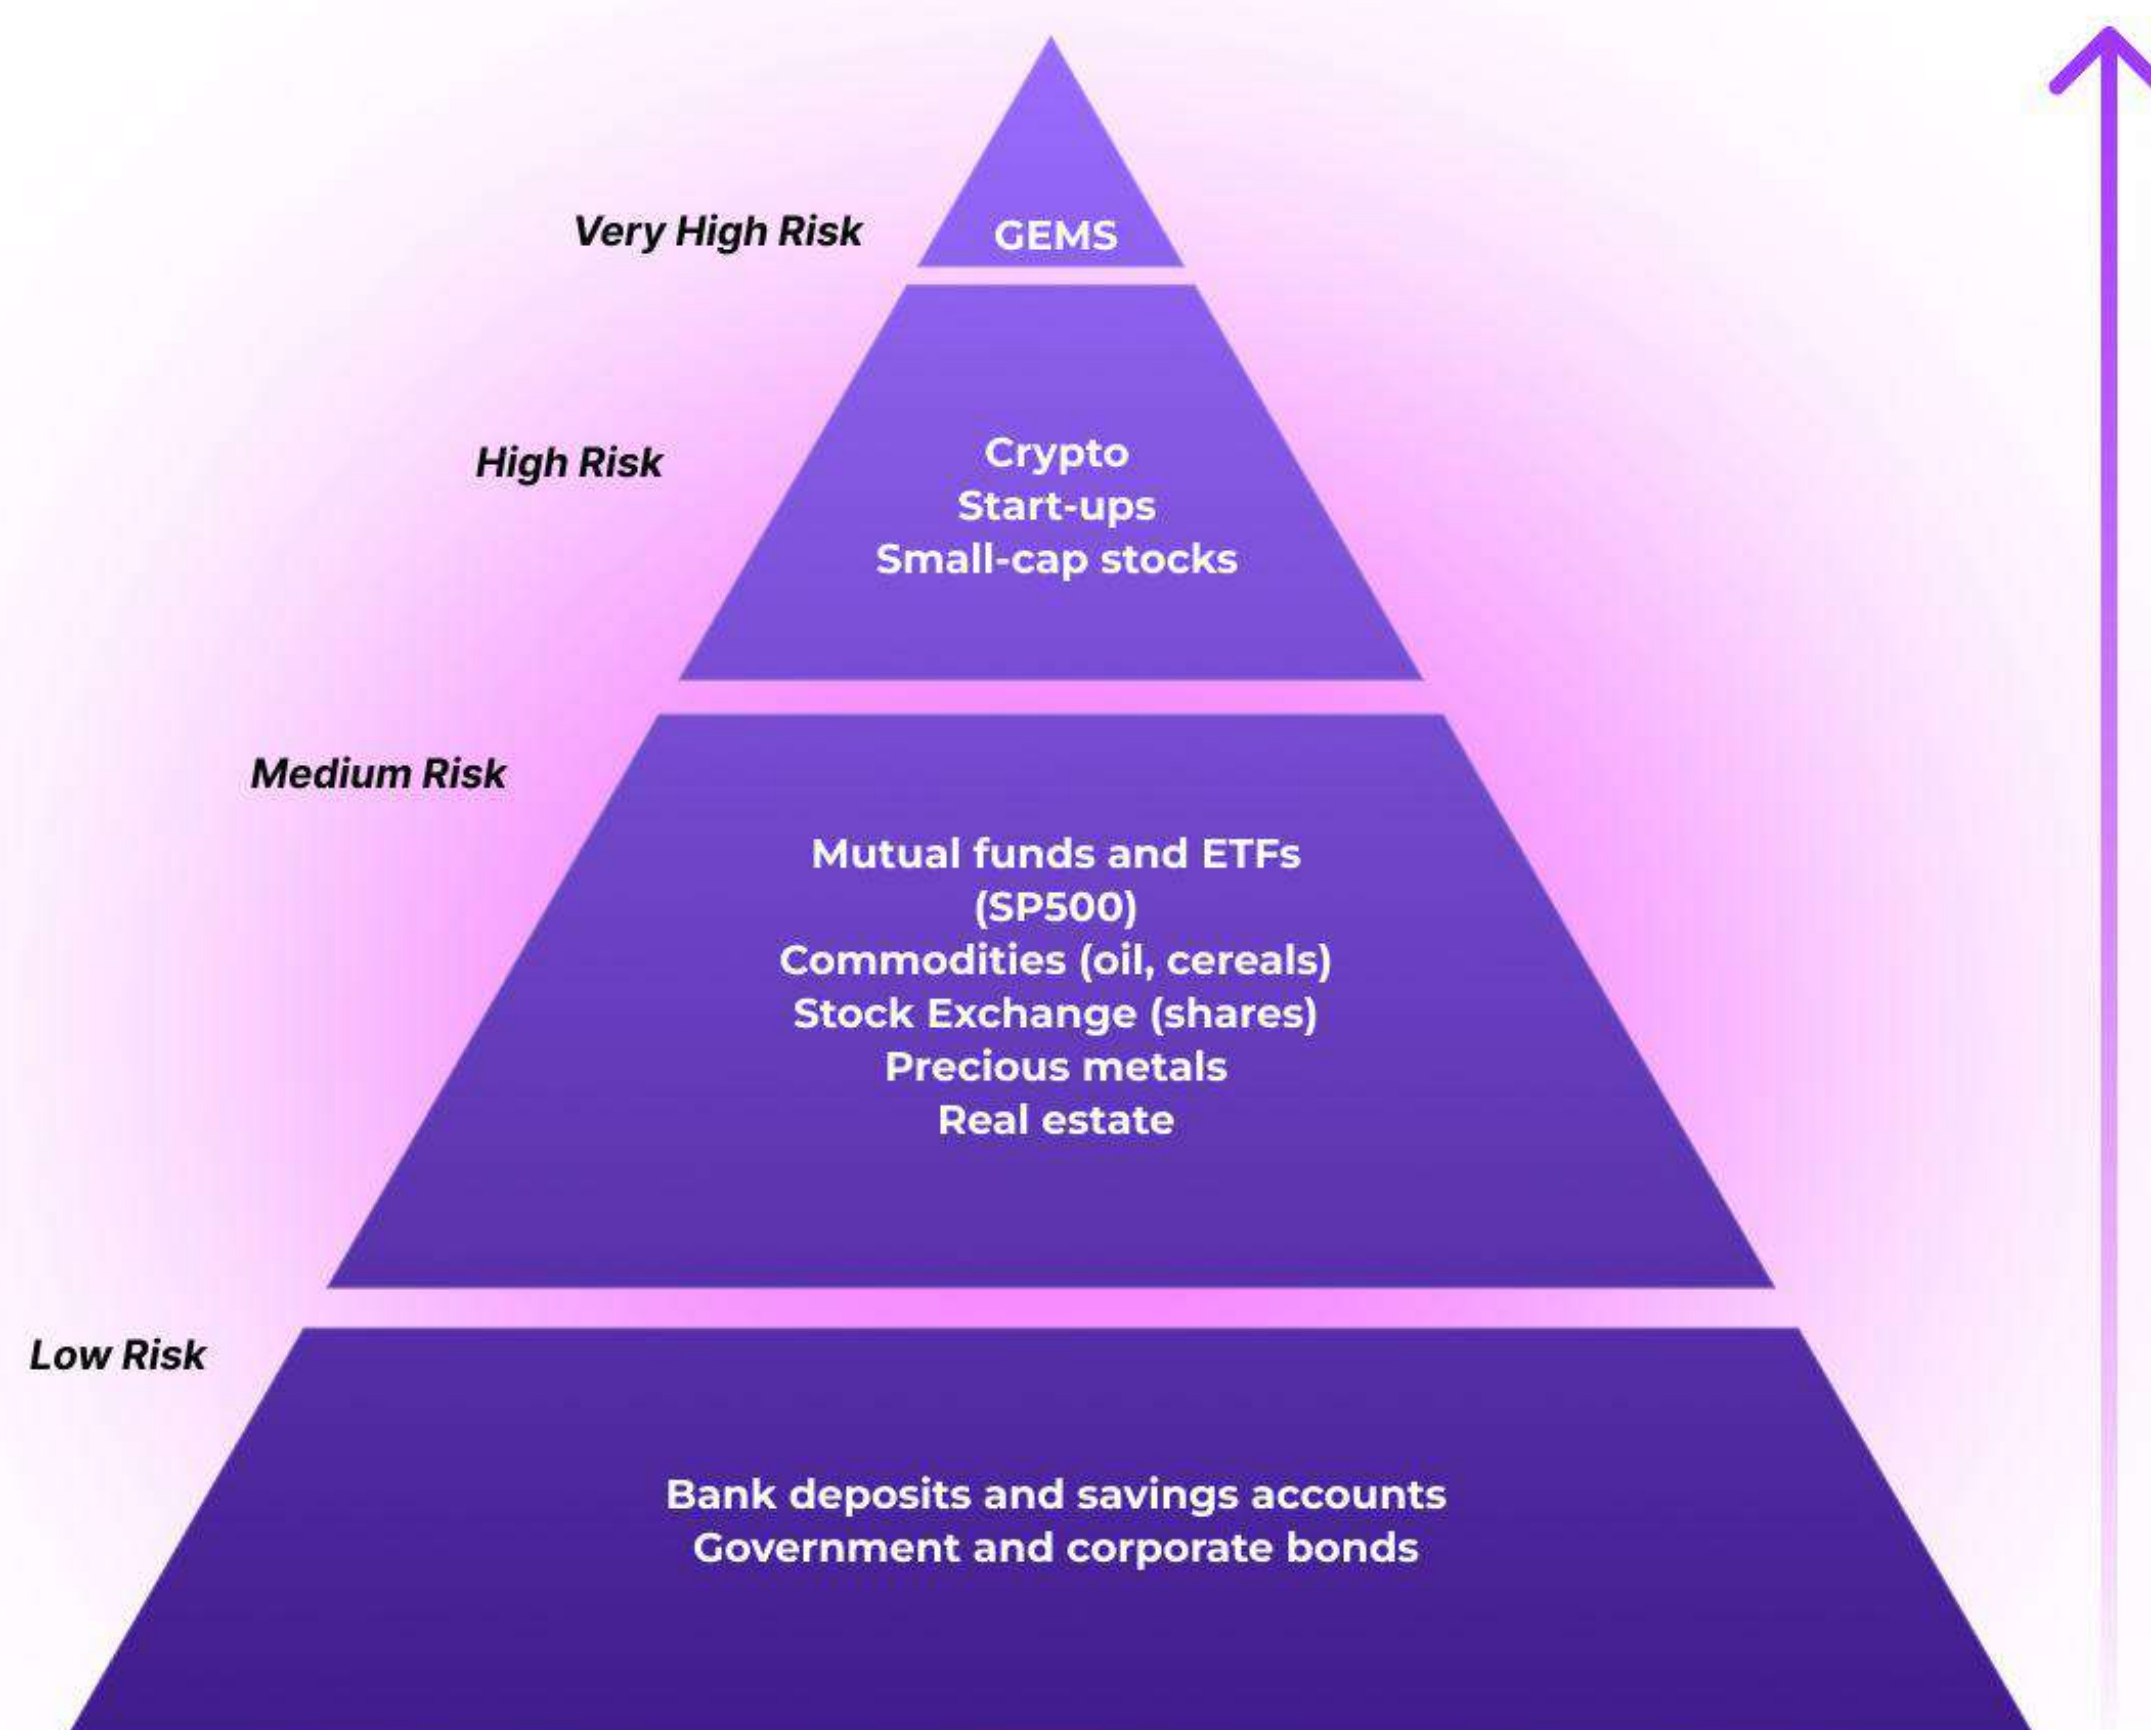 Very High Risk
GEMS
High Risk
Crypto
Start-ups
Small-cap stocks
Medium Risk
Mutual funds and ETFs
(SP500)
Commodities (oil, cereals)
Stock Exchange (shares)
Precious metals
Real estate
Low Risk
Bank deposits and savings accounts
Government and corporate bonds